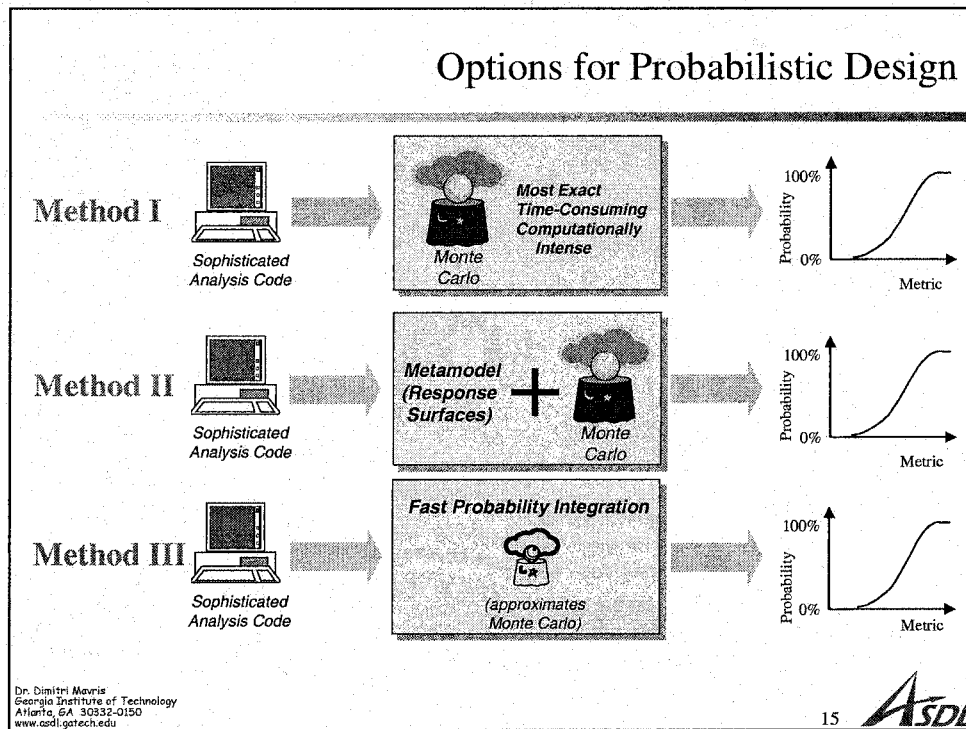 Options for Probabilistic Design
Method I
Sophisticated
Analysis Code
Monte
Carlo
Most Exact
Time-Consuming
Computationally
Intense
100%
Probability
0%
Metric
Method II
Sophisticated
Analysis Code
Metamodel
(Response
Surfaces)
+
Monte
Carlo
100%
Probability
0%
Metric
Method III
Sophisticated
Analysis Code
Fast Probability Integration
(approximates
Monte Carlo)
100%
Probability
0%
Metric
Dr. Dimitri Mavris
Georgia Institute of Technology
Atlanta, GA 30332-0150
www.asdl.gatech.edu
15
ASDL